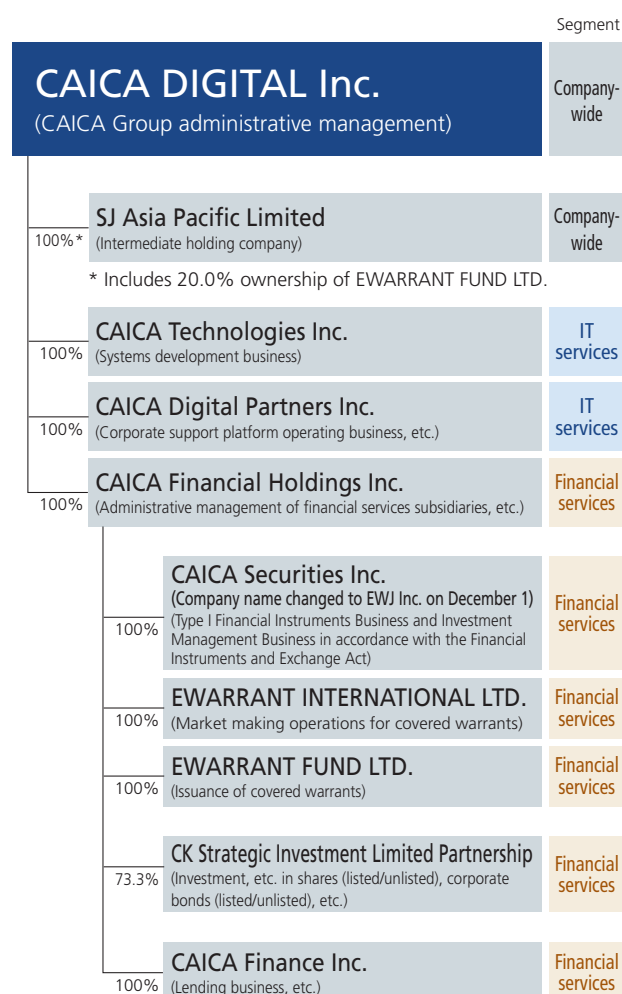 Segment
CAICA DIGITAL Inc.
(CAICA Group administrative management)
Company-
wide
100%*
SJ Asia Pacific Limited
(Intermediate holding company)
Company-
wide
* Includes 20.0% ownership of EWARRANT FUND LTD.
100%
CAICA Technologies Inc.
(Systems development business)
IT
services
100%
CAICA Digital Partners Inc.
(Corporate support platform operating business, etc.)
IT
services
100%
CAICA Financial Holdings Inc.
(Administrative management of financial services subsidiaries, etc.)
Financial
services
100%
CAICA Securities Inc.
(Company name changed to EWJ Inc. on December 1)
(Type I Financial Instruments Business and Investment
Management Business in accordance with the Financial
Instruments and Exchange Act)
Financial
services
100%
EWARRANT INTERNATIONAL LTD.
(Market making operations for covered warrants)
Financial
services
100%
EWARRANT FUND LTD.
(Issuance of covered warrants)
Financial
services
73.3%
CK Strategic Investment Limited Partnership
(Investment, etc. in shares (listed/unlisted), corporate
bonds (listed/unlisted), etc.)
Financial
services
100%
CAICA Finance Inc.
(Lending business, etc.)
Financial
services